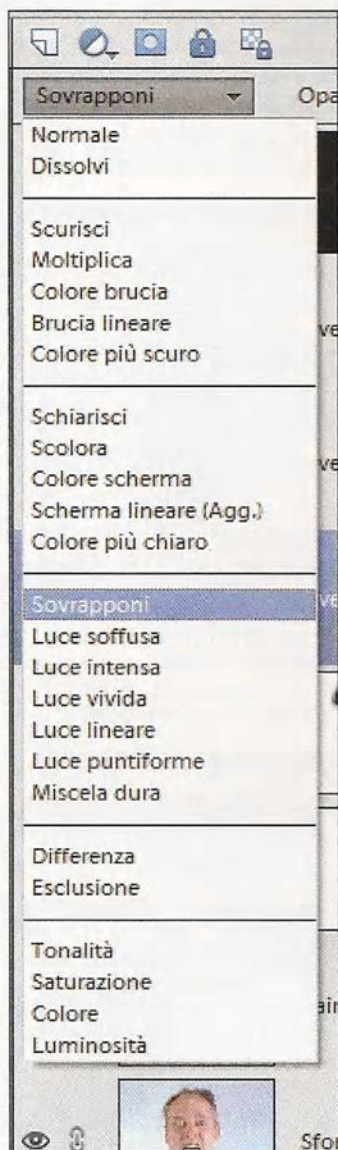 Sovrapponi Opa
Normale
Dissolvi
Scurisci
Moltiplica
Colore brucia
Brucia lineare
Colore più scuro
Schiarisci
Scolora
Colore scherma
Scherma lineare (Agg.)
Colore più chiaro
Sovrapponi
Luce soffusa
Luce intensa
Luce vivida
Luce lineare
Luce puntiforme
Miscela dura
Differenza
Esclusione
Tonalità
Saturazione
Colore
Luminosità
Sfor